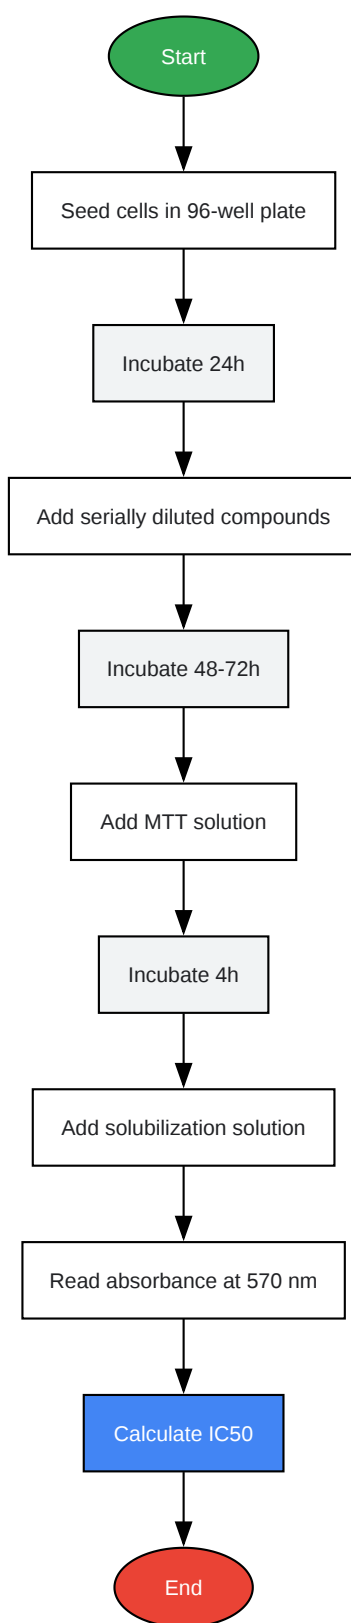 Start
Seed cells in 96-well plate
Incubate 24h
Add serially diluted compounds
Incubate 48-72h
Add MTT solution
Incubate 4h
Add solubilization solution
Read absorbance at 570 nm
Calculate IC50
End